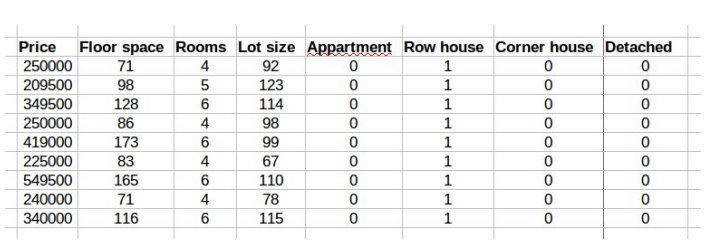 Price Floor space Rooms Lot size Appartment Row house Corner house Detached
250000 71 4 92 0 1 0 0
209500 98 5 123 0 1 0 0
349500 128 6 114 0 1 0 0
250000 86 4 98 0 1 0 0
419000 173 6 99 0 1 0 0
225000 83 4 67 0 1 0 0
549500 165 6 110 0 1 0 0
240000 71 4 78 0 1 0 0
340000 116 6 115 0 1 0 0